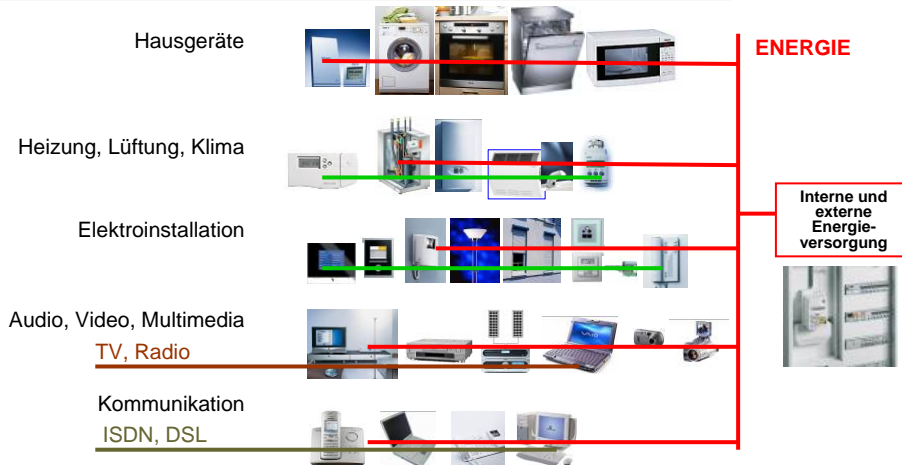 Hausgeräte
ENERGIE
Heizung, Lüftung, Klima
Interne und
externe
Energie-
versorgung
Elektroinstallation
Audio, Video, Multimedia
TV, Radio
Kommunikation
ISDN, DSL